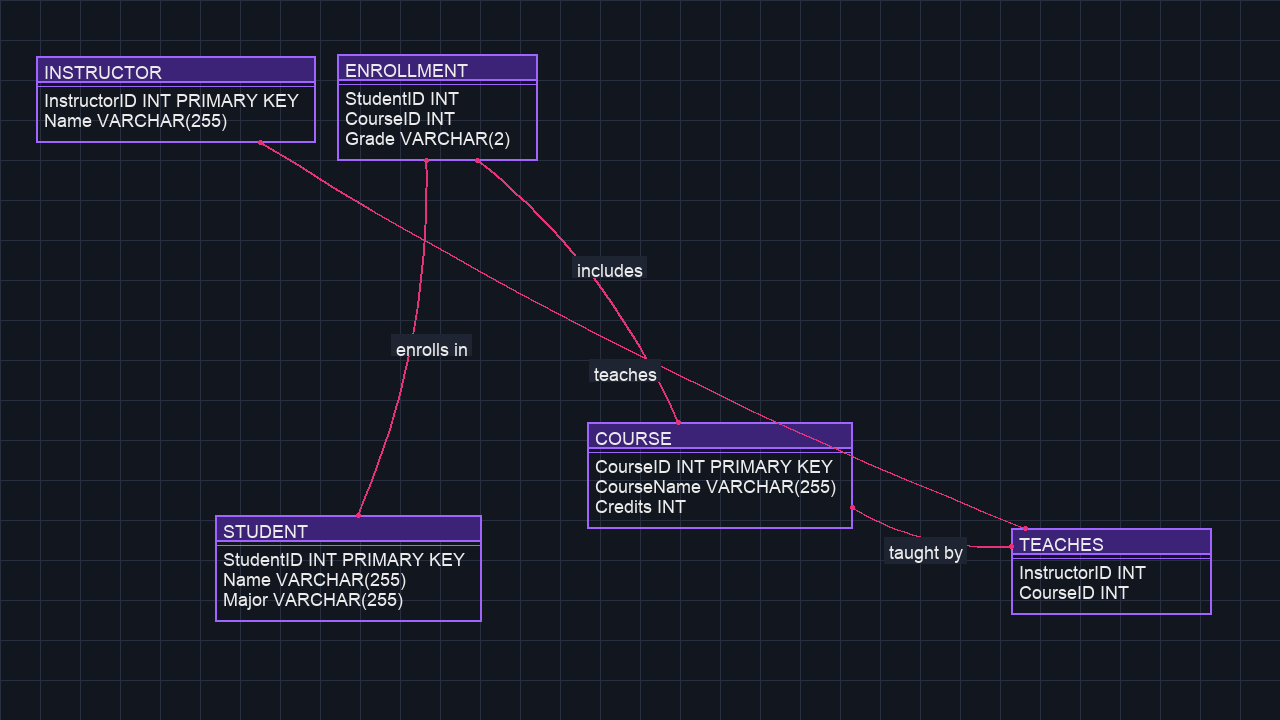 INSTRUCTOR
InstructorID INT PRIMARY KEY
Name VARCHAR(255)
ENROLLMENT
StudentID INT
CourseID INT
Grade VARCHAR(2)
includes
enrolls in
teaches
COURSE
CourseID INT PRIMARY KEY
CourseName VARCHAR(255)
Credits INT
STUDENT
StudentID INT PRIMARY KEY
Name VARCHAR(255)
Major VARCHAR(255)
taught by
TEACHES
InstructorID INT
CourseID INT